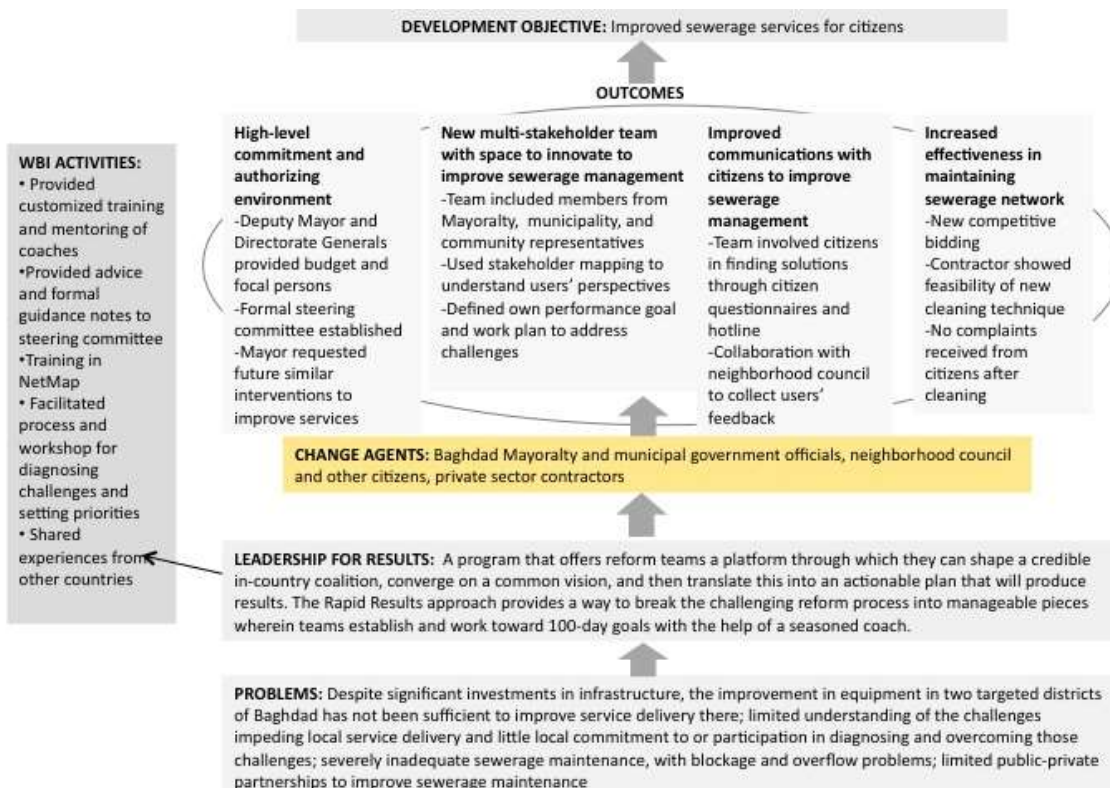 DEVELOPMENT OBJECTIVE: Improved sewerage services for citizens
OUTCOMES
WBI ACTIVITIES:
• Provided
customized training
and mentoring of
coaches
•Provided advice
and formal
guidance notes to
steering committee
•Training in
NetMap
• Facilitated
process and
workshop for
diagnosing
challenges and
setting priorities
• Shared
experiences from
other countries
High-level
commitment and
authorizing
environment
-Deputy Mayor and
Directorate Generals
provided budget and
focal persons
-Formal steering
committee established
-Mayor requested
future similar
interventions to
improve services
New multi-stakeholder team
with space to innovate to
improve sewerage management
-Team included members from
Mayoralty, municipality, and
community representatives
-Used stakeholder mapping to
understand users' perspectives
-Defined own performance goal
and work plan to address
challenges
Improved
communications with
citizens to improve
sewerage
management
-Team involved citizens
in finding solutions
through citizen
questionnaires and
hotline
-Collaboration with
neighborhood council
to collect users'
feedback
Increased
effectiveness in
maintaining
sewerage network
-New competitive
bidding
-Contractor showed
feasibility of new
cleaning technique
-No complaints
received from
citizens after
cleaning
CHANGE AGENTS: Baghdad Mayoralty and municipal government officials, neighborhood council
and other citizens, private sector contractors
LEADERSHIP FOR RESULTS: A program that offers reform teams a platform through which they can shape a credible
in-country coalition, converge on a common vision, and then translate this into an actionable plan that will produce
results. The Rapid Results approach provides a way to break the challenging reform process into manageable pieces
wherein teams establish and work toward 100-day goals with the help of a seasoned coach.
PROBLEMS: Despite significant investments in infrastructure, the improvement in equipment in two targeted districts
of Baghdad has not been sufficient to improve service delivery there; limited understanding of the challenges
impeding local service delivery and little local commitment to or participation in diagnosing and overcoming those
challenges; severely inadequate sewerage maintenance, with blockage and overflow problems; limited public-private
partnerships to improve sewerage maintenance